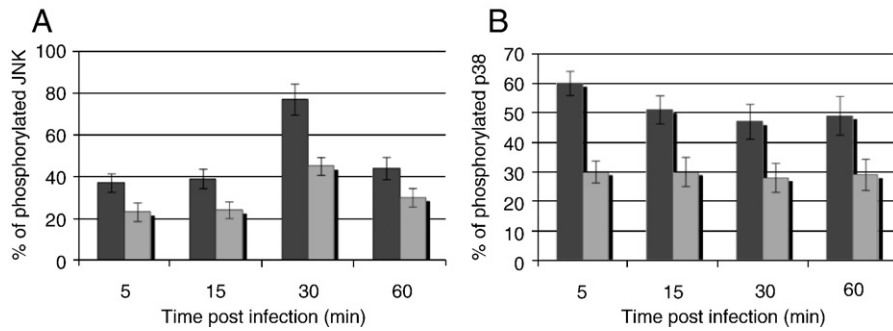 A
% of phosphorylated JNK
100
80
60
40
20
0
5 15 30 60
Time post infection (min)
B
% of phosphorylated p38
70
60
50
40
30
20
10
0
5 15 30 60
Time post infection (min)